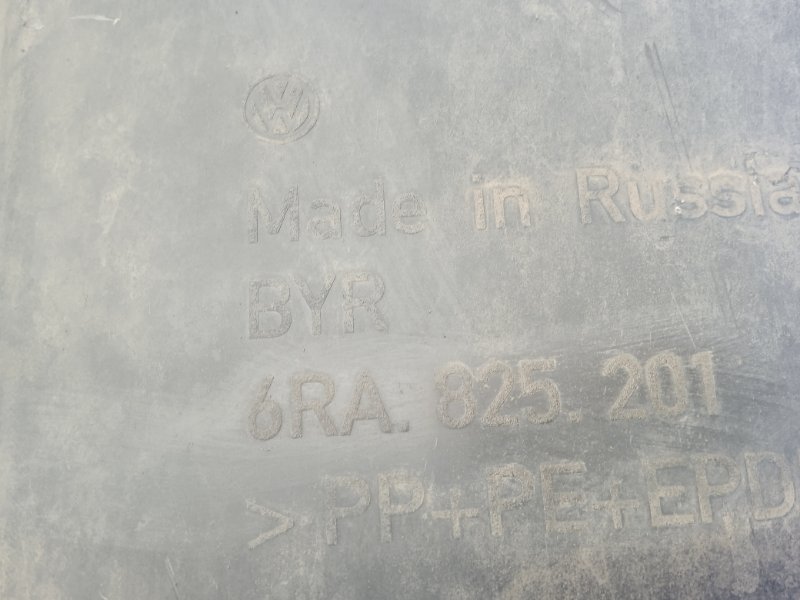 VW
Made in Russia
BYR
6RA. 825. 201
>PP+PE+EPD